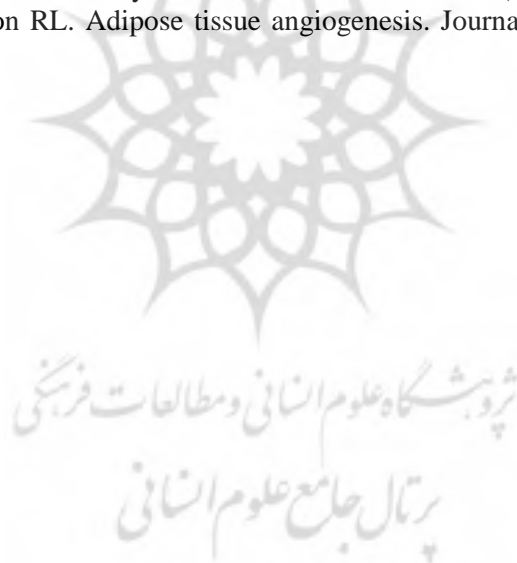 on RL. Adipose tissue angiogenesis. Journa
پژوهشگاه علوم انسانی و مطالعات فرهنگی
پرتال جامع علوم انسانی